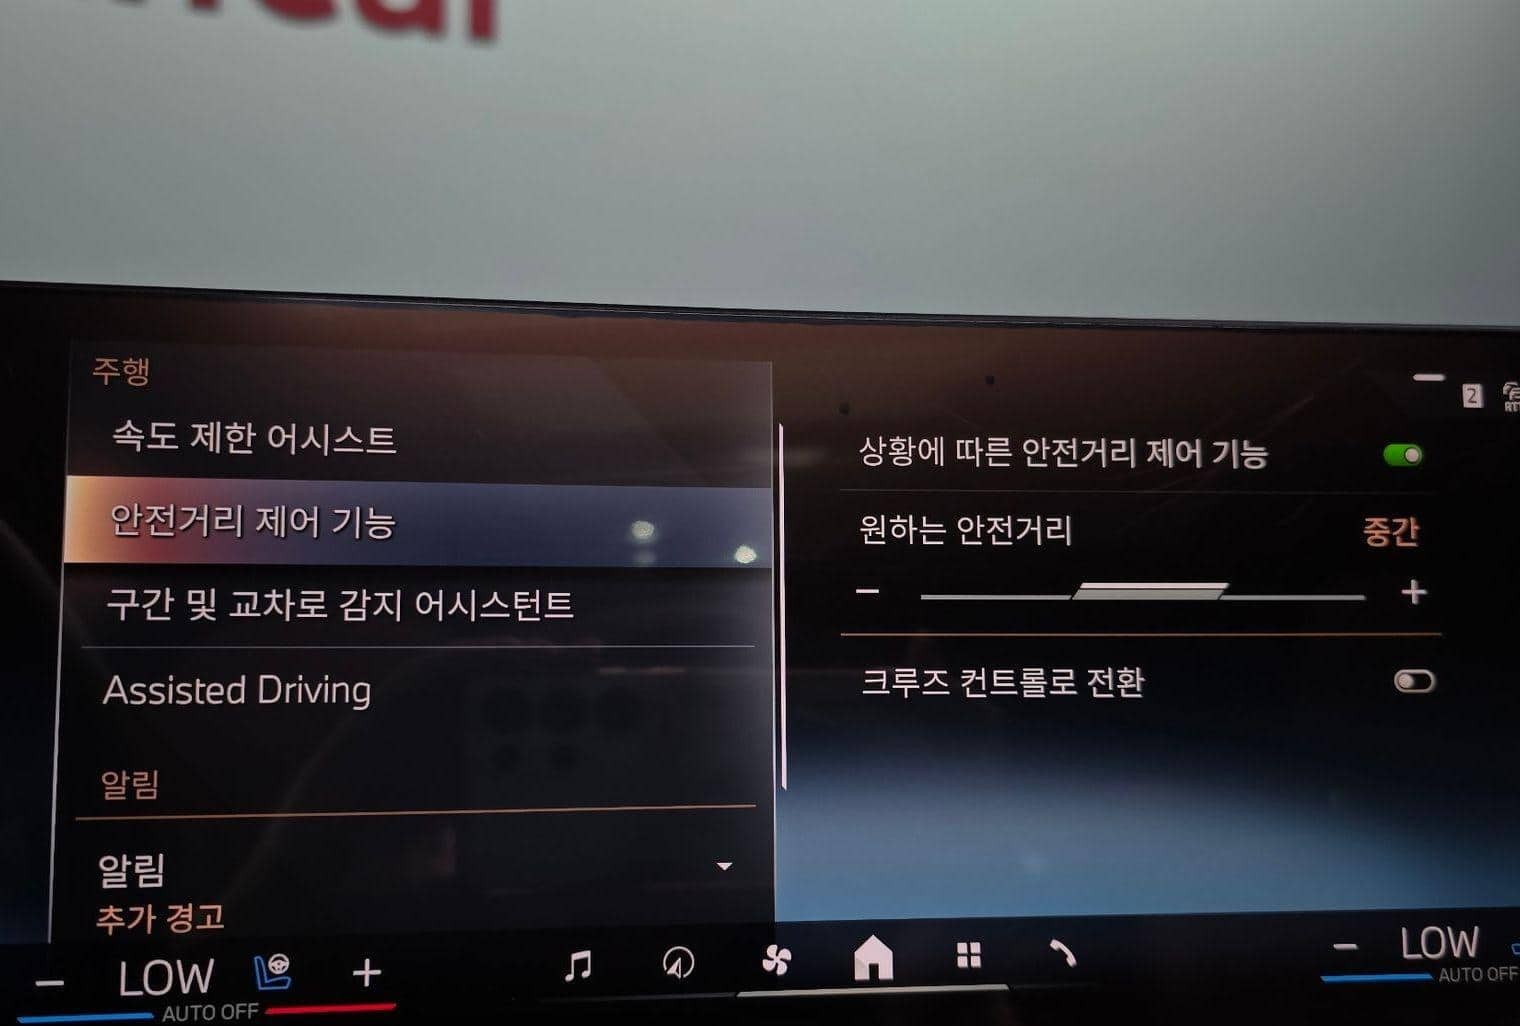 주행
속도 제한 어시스트
안전거리 제어 기능
구간 및 교차로 감지 어시스턴트
Assisted Driving
알림
알림
추가 경고
2
상황에 따른 안전거리 제어 기능
원하는 안전거리 중간
크루즈 컨트롤로 전환
LOW
AUTO OFF
LOW
AUTO OFF